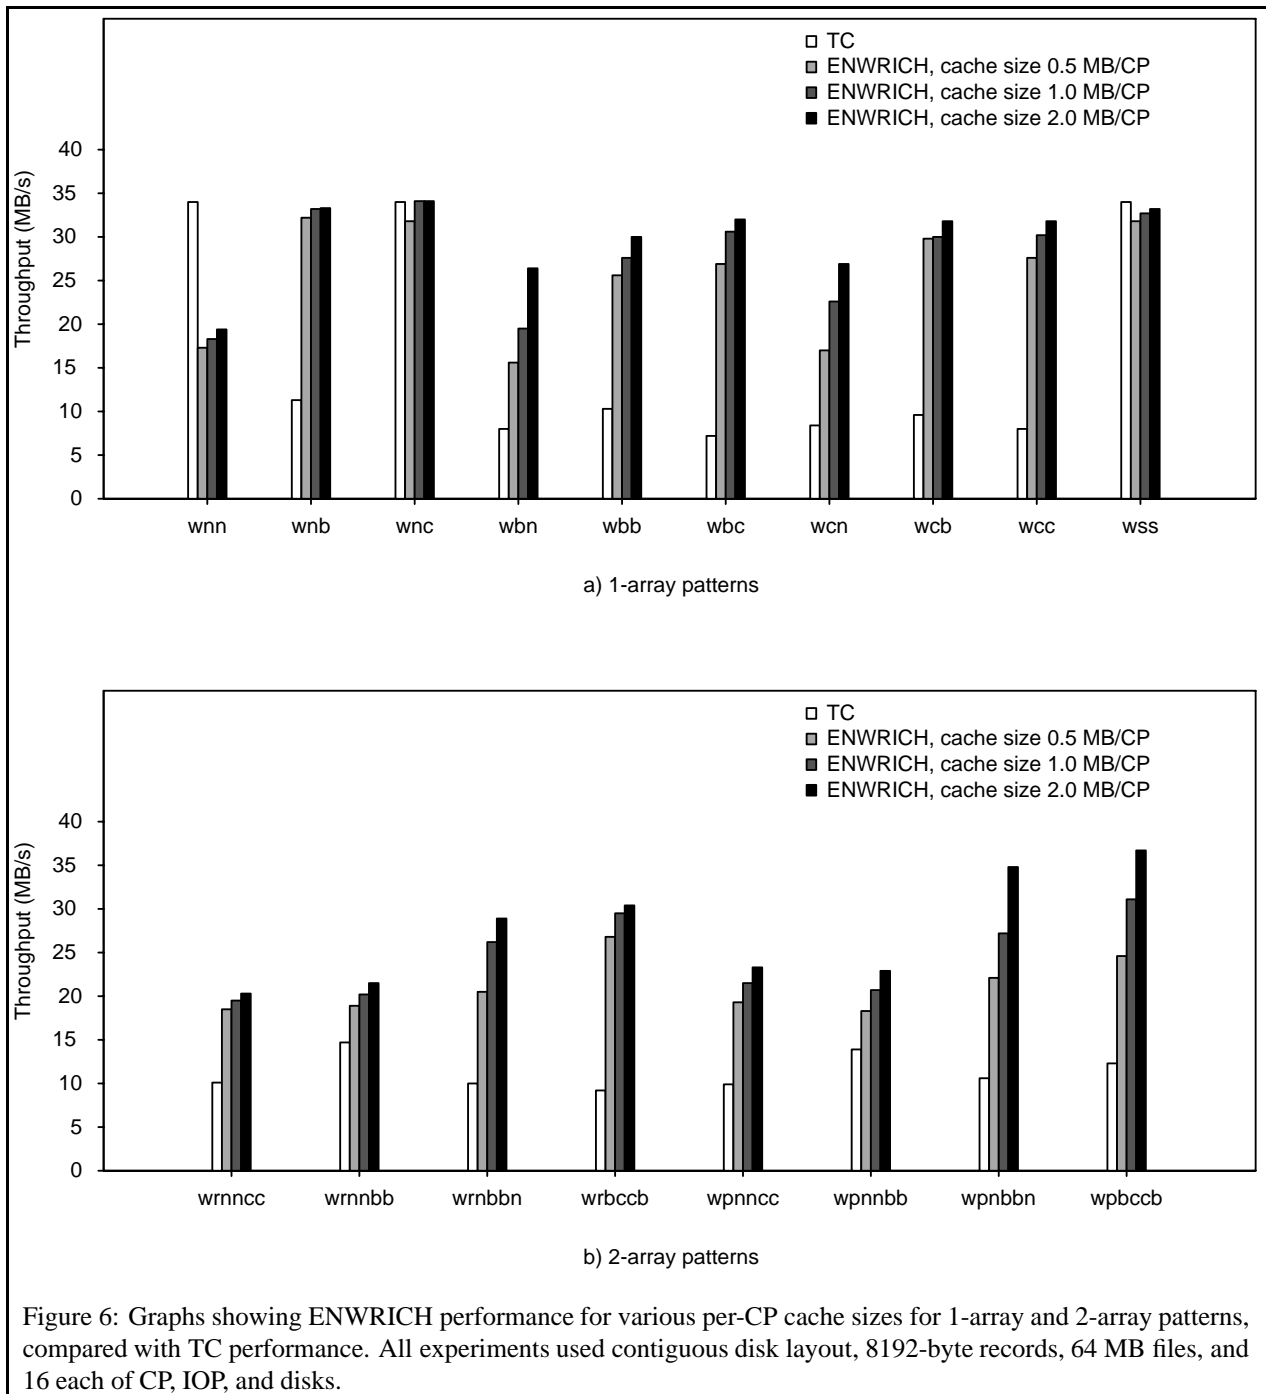 TC
ENWRICH, cache size 0.5 MB/CP
ENWRICH, cache size 1.0 MB/CP
ENWRICH, cache size 2.0 MB/CP
Throughput (MB/s)
40
35
30
25
20
15
10
5
0
wnn wnb wnc wbn wbb wbc wcn wcb wcc wss
a) 1-array patterns
TC
ENWRICH, cache size 0.5 MB/CP
ENWRICH, cache size 1.0 MB/CP
ENWRICH, cache size 2.0 MB/CP
Throughput (MB/s)
40
35
30
25
20
15
10
5
0
wrnncc wrnnbb wrnbbn wrbccb wpnncc wpnnbb wpnbbn wpbccb
b) 2-array patterns
Figure 6: Graphs showing ENWRICH performance for various per-CP cache sizes for 1-array and 2-array patterns,
compared with TC performance. All experiments used contiguous disk layout, 8192-byte records, 64 MB files, and
16 each of CP, IOP, and disks.